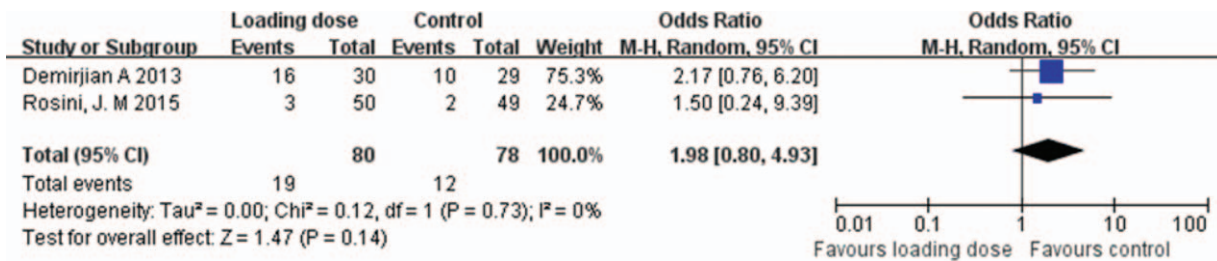 Loading dose Control Odds Ratio Odds Ratio
Study or Subgroup Events Total Events Total Weight M-H, Random, 95% CI M-H, Random, 95% CI
Demirjian A 2013 16 30 10 29 75.3% 2.17 [0.76, 6.20]
Rosini, J. M 2015 3 50 2 49 24.7% 1.50 [0.24, 9.39]
Total (95% CI) 80 78 100.0% 1.98 [0.80, 4.93]
Total events 19 12
Heterogeneity: Tau² = 0.00; Chi² = 0.12, df = 1 (P = 0.73); I² = 0%
Test for overall effect: Z = 1.47 (P = 0.14)
0.01 0.1 1 10 100
Favours loading dose Favours control